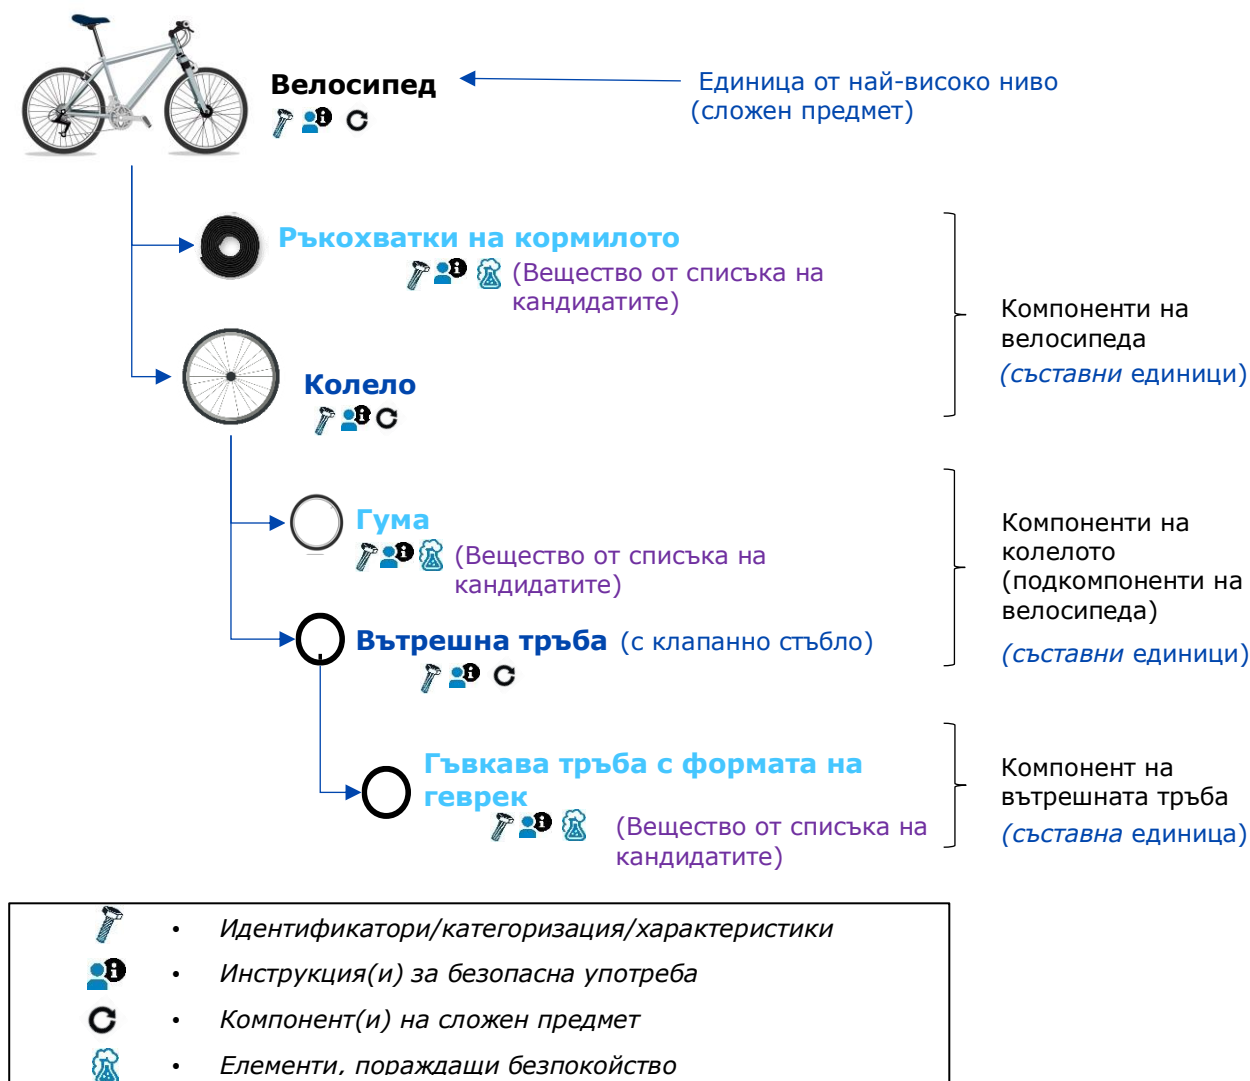 Велосипед
Единица от най-високо ниво
(сложен предмет)
Ръкохватки на кормилото
(Вещество от списъка на
кандидатите)
Компоненти на
велосипеда
(съставни единици)
Колело
Гума
(Вещество от списъка на
кандидатите)
Компоненти на
колелото
(подкомпоненти на
велосипеда)
(съставни единици)
Вътрешна тръба (с клапанно стъбло)
Гъвкава тръба с формата на
геврек
(Вещество от списъка на
кандидатите)
Компонент на
вътрешната тръба
(съставна единица)
• Идентификатори/категоризация/характеристики
• Инструкция(и) за безопасна употреба
• Компонент(и) на сложен предмет
• Елементи, пораждащи безпокойство